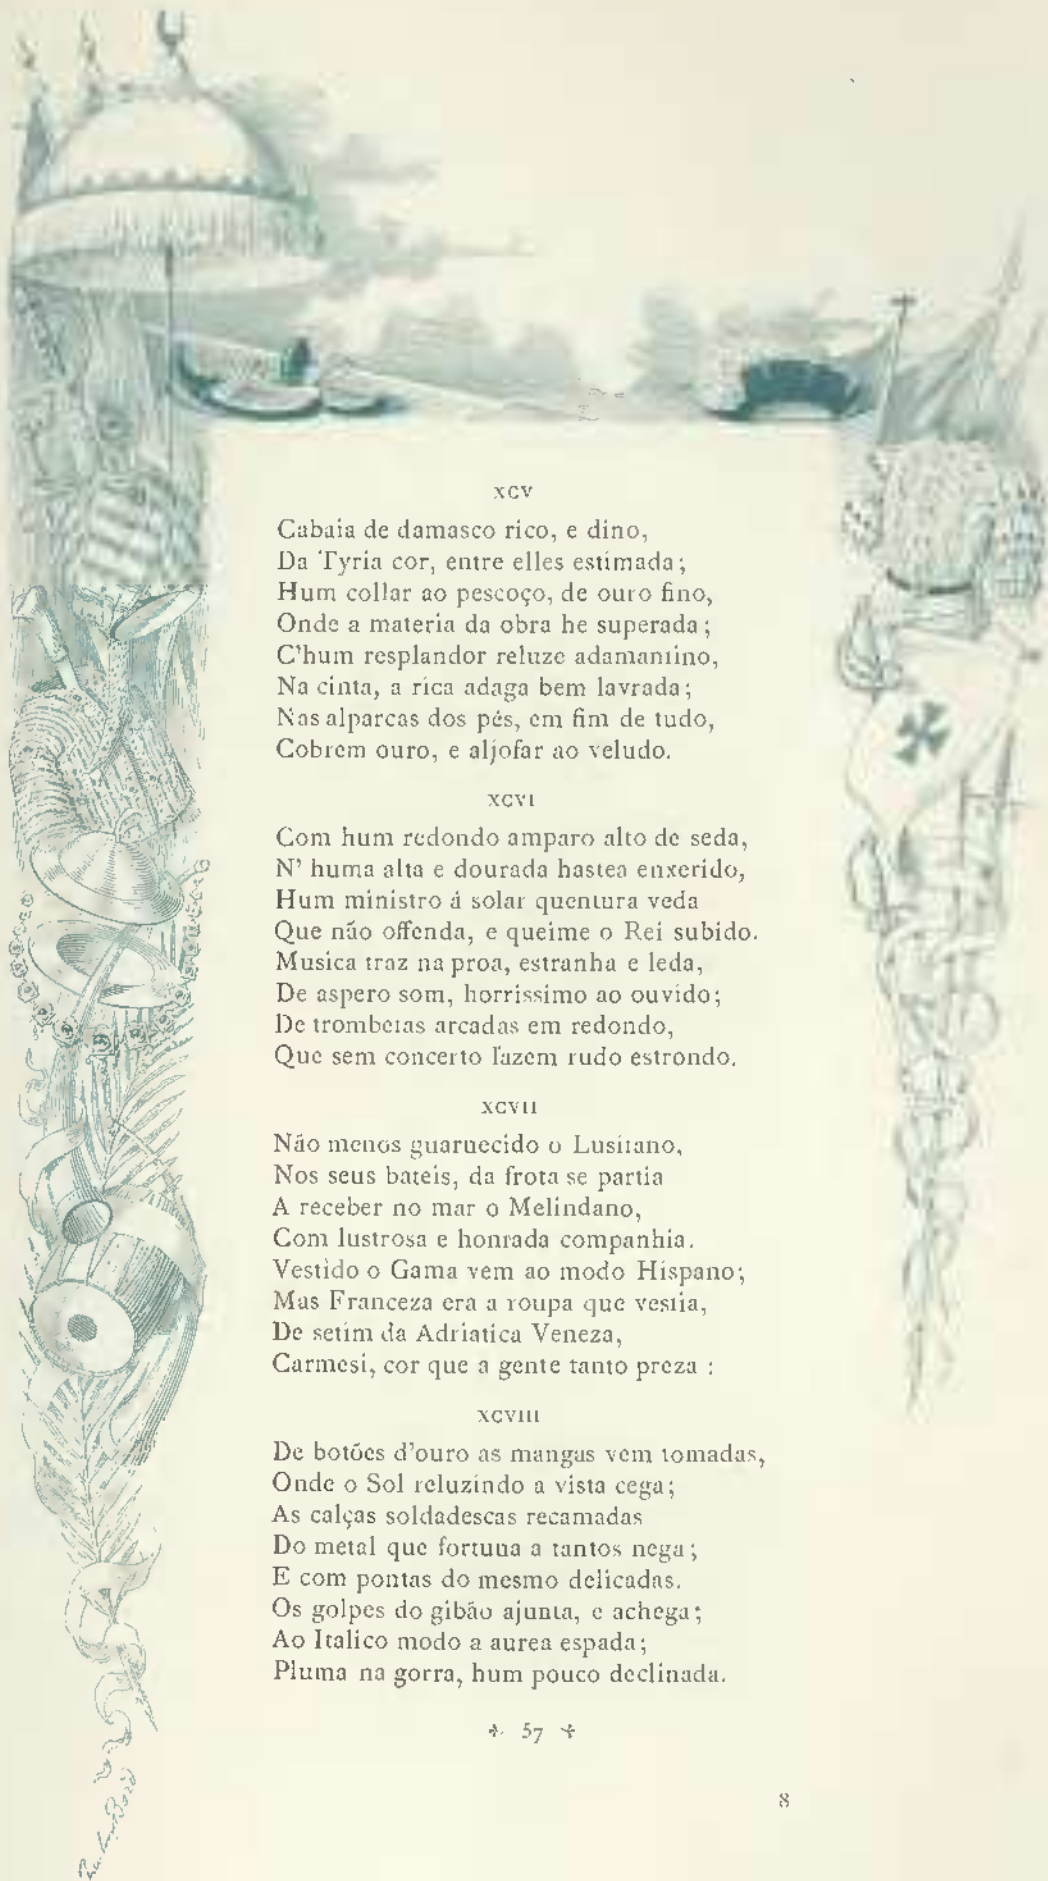 XCV
Cabaia de damasco rico, e dino,
Da Tyria cor, entre elles estimada;
Hum collar ao pescoço, de ouro fino,
Onde a materia da obra he superada;
C'hum resplandor reluze adamantino,
Na cinta, a rica adaga bem lavrada;
Nas alparcas dos pés, em fim de tudo,
Cobrem ouro, e aljofar ao veludo.
XCVI
Com hum redondo amparo alto de seda,
N' huma alta e dourada hastea enxerido,
Hum ministro á solar quentura veda
Que não offenda, e queime o Rei subido.
Musica traz na proa, estranha e leda,
De aspero som, horrissimo ao ouvido;
De trombetas arcadas em redondo,
Que sem concerto fazem rudo estrondo.
XCVII
Não menos guarnecido o Lusitano,
Nos seus bateis, da frota se partia
A receber no mar o Melindano,
Com lustrosa e honrada companhia.
Vestido o Gama vem ao modo Hispano;
Mas Franceza era a roupa que vestia,
De setim da Adriatica Veneza,
Carmesi, cor que a gente tanto preza :
XCVIII
De botões d'ouro as mangas vem tomadas,
Onde o Sol reluzindo a vista cega;
As calças soldadescas recamadas
Do metal que fortuna a tantos nega;
E com pontas do mesmo delicadas.
Os golpes do gibão ajunta, e achega;
Ao Italico modo a aurea espada;
Pluma na gorra, hum pouco declinada.
57
8